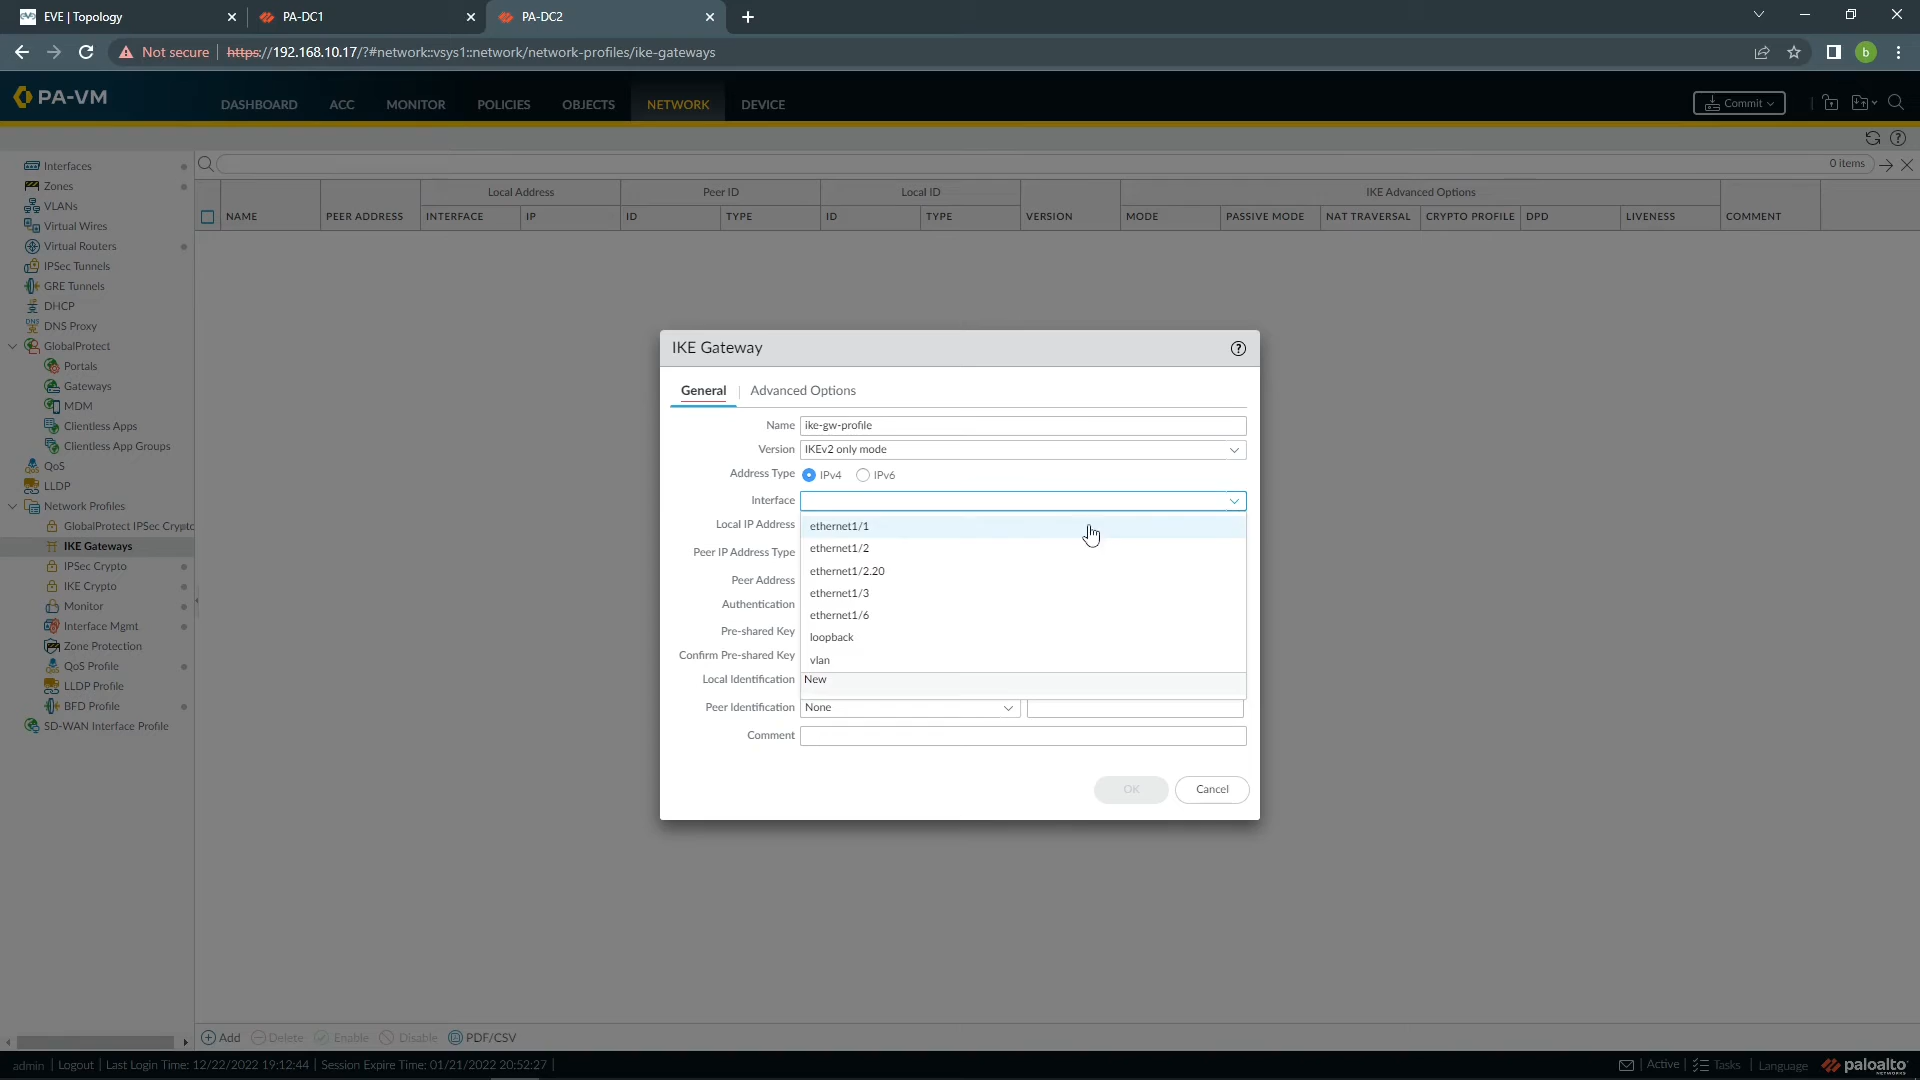 EVE | Topology
PA-DC1
PA-DC2
Not secure | https://192.168.10.17/?#network::vsys1::network/network-profiles/ike-gateways
b
PA-VM
DASHBOARD ACC MONITOR POLICIES OBJECTS NETWORK DEVICE
Commit
0 items
Interfaces
Zones
VLANs
Virtual Wires
Virtual Routers
IPSec Tunnels
GRE Tunnels
DHCP
DNS Proxy
GlobalProtect
Portals
Gateways
MDM
Clientless Apps
Clientless App Groups
QoS
LLDP
Network Profiles
GlobalProtect IPSec Crypto
IKE Gateways
IPSec Crypto
IKE Crypto
Monitor
Interface Mgmt
Zone Protection
QoS Profile
LLDP Profile
BFD Profile
SD-WAN Interface Profile
Local Address Peer ID Local ID IKE Advanced Options
NAME PEER ADDRESS INTERFACE IP ID TYPE ID TYPE VERSION MODE PASSIVE MODE NAT TRAVERSAL CRYPTO PROFILE DPD LIVENESS COMMENT
IKE Gateway
General | Advanced Options
Name ike-gw-profile
Version IKEv2 only mode
Address Type IPv4 IPv6
Interface
Local IP Address
Peer IP Address Type
Peer Address
Authentication
Pre-shared Key
Confirm Pre-shared Key
Local Identification
ethernet1/1
ethernet1/2
ethernet1/2.20
ethernet1/3
ethernet1/6
loopback
vlan
New
Peer Identification None
Comment
OK Cancel
Add Delete Enable Disable PDF/CSV
admin | Logout | Last Login Time: 12/22/2022 19:12:44 | Session Expire Time: 01/21/2022 20:52:27 |
| Active | Tasks | Language
paloalto
NETWORKS